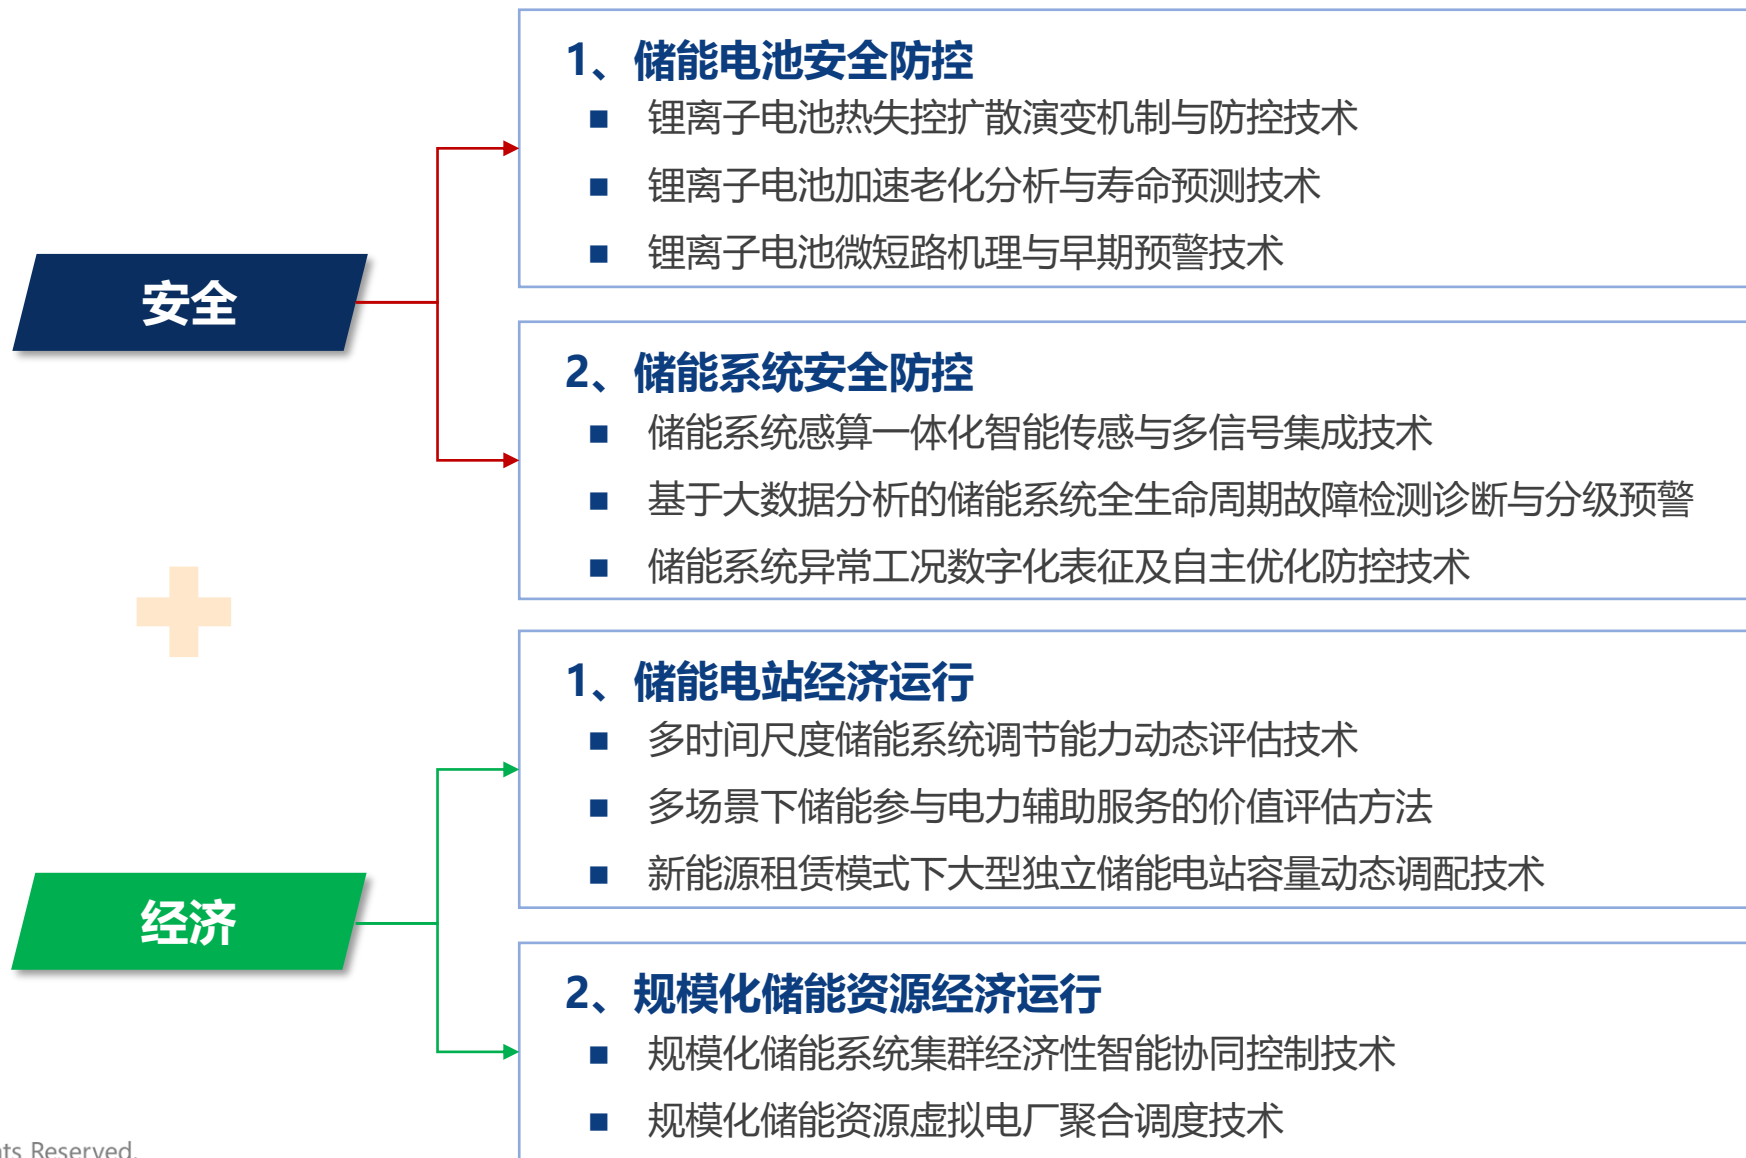 1、储能电池安全防控
■ 锂离子电池热失控扩散演变机制与防控技术
■ 锂离子电池加速老化分析与寿命预测技术
■ 锂离子电池微短路机理与早期预警技术
安全
2、储能系统安全防控
■ 储能系统感算一体化智能传感与多信号集成技术
■ 基于大数据分析的储能系统全生命周期故障检测诊断与分级预警
■ 储能系统异常工况数字化表征及自主优化防控技术
1、储能电站经济运行
■ 多时间尺度储能系统调节能力动态评估技术
■ 多场景下储能参与电力辅助服务的价值评估方法
■ 新能源租赁模式下大型独立储能电站容量动态调配技术
经济
2、规模化储能资源经济运行
■ 规模化储能系统集群经济性智能协同控制技术
■ 规模化储能资源虚拟电厂聚合调度技术
Reserved.